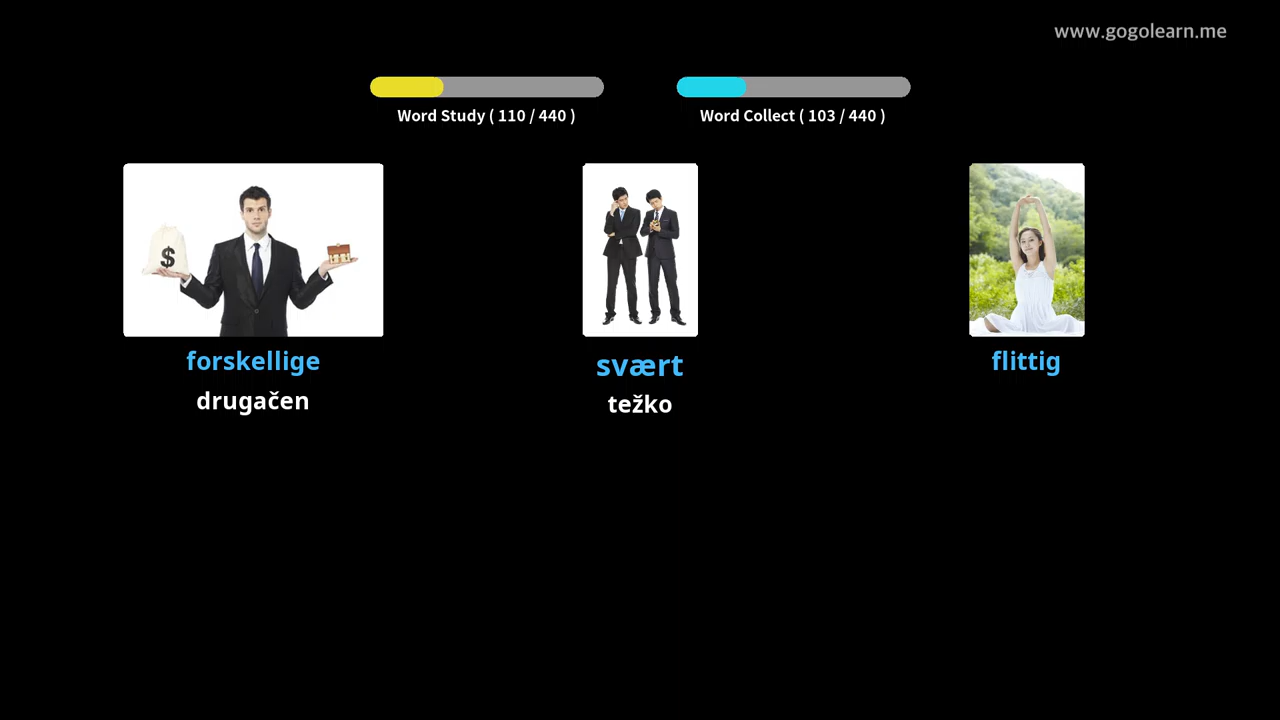 www.gogolearn.me
Word Study ( 110 / 440 )
Word Collect ( 103 / 440 )
$
forskellige
svært
flittig
drugačen
težko